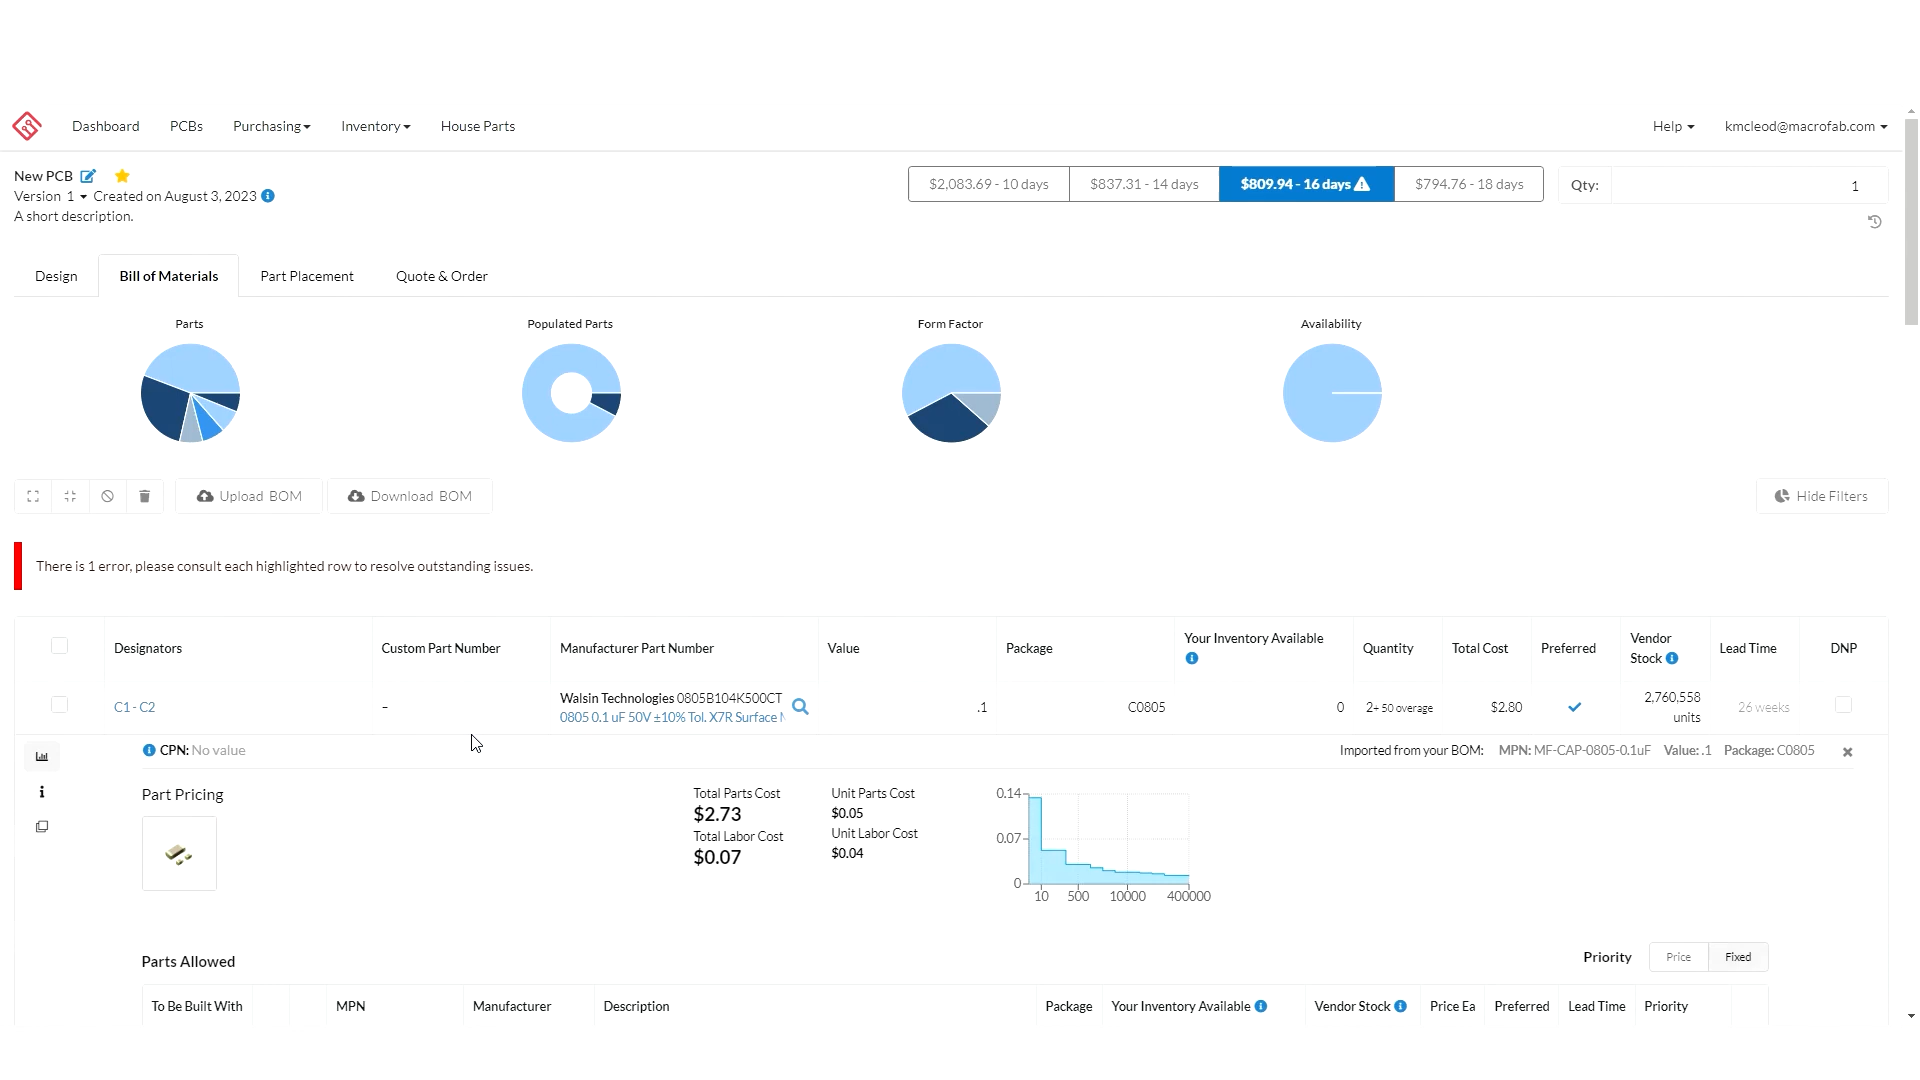 Dashboard PCBs Purchasing Inventory House Parts Help kmcleod@macrofab.com
New PCB
Version 1 Created on August 3, 2023
A short description.
$2,083.69 - 10 days $837.31 - 14 days $809.94 - 16 days $794.76 - 18 days Qty: 1
Design Bill of Materials Part Placement Quote & Order
Parts Populated Parts Form Factor Availability
Upload BOM Download BOM Hide Filters
There is 1 error, please consult each highlighted row to resolve outstanding issues.
Designators Custom Part Number Manufacturer Part Number Value Package Your Inventory Available Quantity Total Cost Preferred Vendor Stock Lead Time DNP
C1 - C2 – Walsin Technologies 0805B104K500CT .1 C0805 0 2+ 50 overage $2.80 2,760,558 units 26 weeks
0805 0.1 uF 50V ±10% Tol. X7R Surface
CPN: No value Imported from your BOM: MPN: MF-CAP-0805-0.1uF Value: .1 Package: C0805
Part Pricing
Total Parts Cost Unit Parts Cost
$2.73 $0.05
Total Labor Cost Unit Labor Cost
$0.07 $0.04
0.14
0.07
0
10 500 10000 400000
Parts Allowed Priority Price Fixed
To Be Built With MPN Manufacturer Description Package Your Inventory Available Vendor Stock Price Ea Preferred Lead Time Priority